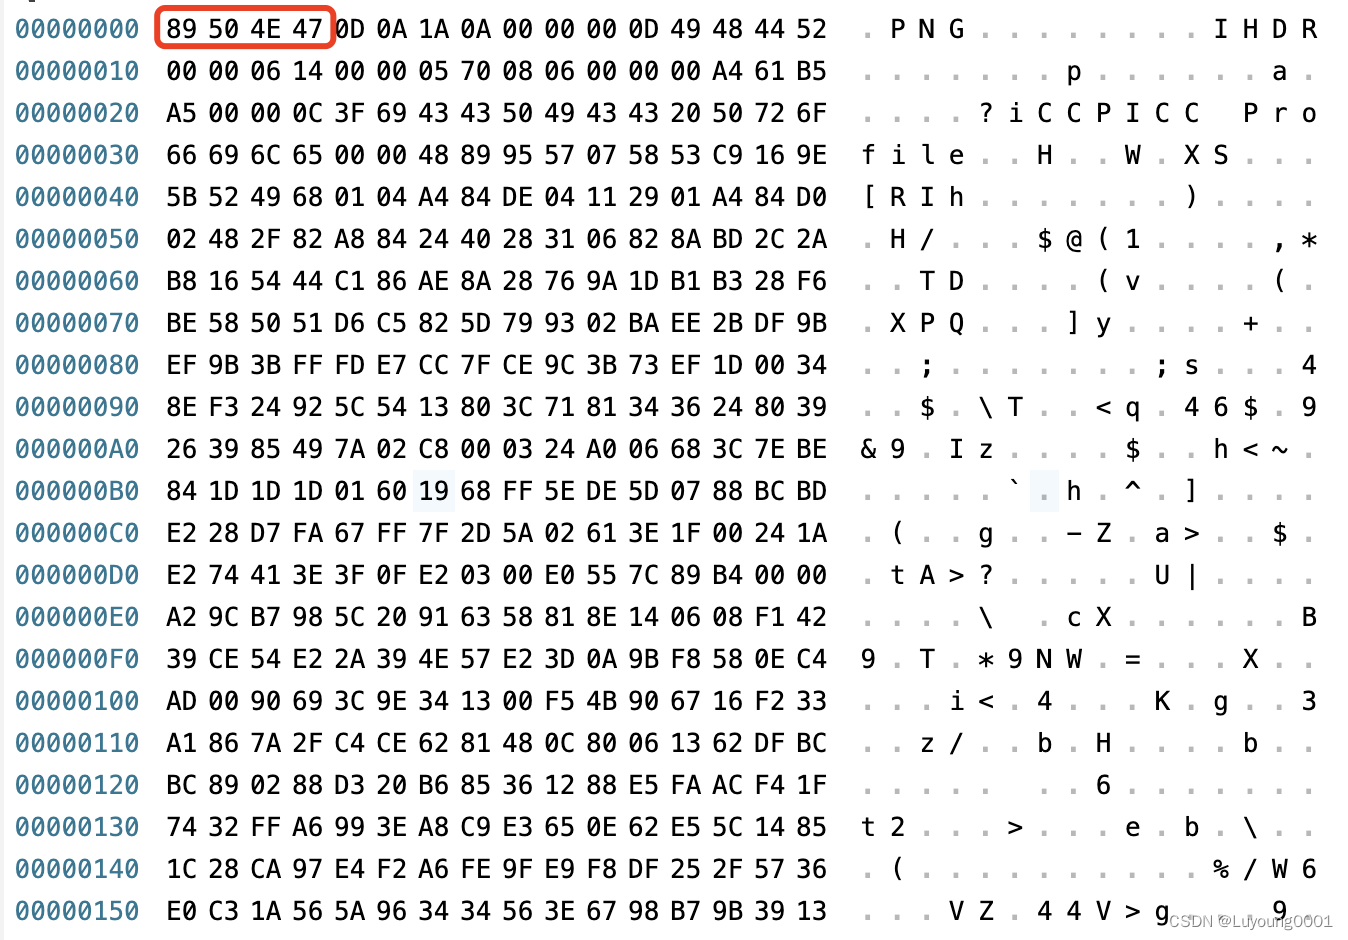 00000000 89 50 4E 47 0D 0A 1A 0A 00 00 00 0D 49 48 44 52 . P N G . . . . . . . . I H D R
00000010 00 00 06 14 00 00 05 70 08 06 00 00 00 A4 61 B5 . . . . . . . p . . . . . . a .
00000020 A5 00 00 0C 3F 69 43 43 50 49 43 43 20 50 72 6F . . . . ? i C C P I C C   P r o
00000030 66 69 6C 65 00 00 48 89 95 57 07 58 53 C9 16 9E f i l e . . H . . W . X S . . .
00000040 5B 52 49 68 01 04 A4 84 DE 04 11 29 01 A4 84 D0 [ R I h . . . . . . . ) . . . .
00000050 02 48 2F 82 A8 84 24 40 28 31 06 82 8A BD 2C 2A . H / . . . $ @ ( 1 . . . . , *
00000060 B8 16 54 44 C1 86 AE 8A 28 76 9A 1D B1 B3 28 F6 . . T D . . . . ( v . . . . ( .
00000070 BE 58 50 51 D6 C5 82 5D 79 93 02 BA EE 2B DF 9B . X P Q . . . ] y . . . . + . .
00000080 EF 9B 3B FF FD E7 CC 7F CE 9C 3B 73 EF 1D 00 34 . . ; . . . . . . . ; s . . . 4
00000090 8E F3 24 92 5C 54 13 80 3C 71 81 34 36 24 80 39 . . $ . \ T . . < q . 4 6 $ . 9
000000A0 26 39 85 49 7A 02 C8 00 03 24 A0 06 68 3C 7E BE & 9 . I z . . . . $ . . h < ~ .
000000B0 84 1D 1D 1D 01 60 19 68 FF 5E DE 5D 07 88 BC BD . . . . . ` . h . ^ . ] . . . .
000000C0 E2 28 D7 FA 67 FF 7F 2D 5A 02 61 3E 1F 00 24 1A . ( . . g . . - Z . a > . . $ .
000000D0 E2 74 41 3E 3F 0F E2 03 00 E0 55 7C 89 B4 00 00 . t A > ? . . . . . U | . . . .
000000E0 A2 9C B7 98 5C 20 91 63 58 81 8E 14 06 08 F1 42 . . . . \   . c X . . . . . . B
000000F0 39 CE 54 E2 2A 39 4E 57 E2 3D 0A 9B F8 58 0E C4 9 . T . * 9 N W . = . . . X . .
00000100 AD 00 90 69 3C 9E 34 13 00 F5 4B 90 67 16 F2 33 . . . i < . 4 . . . K . g . . 3
00000110 A1 86 7A 2F C4 CE 62 81 48 0C 80 06 13 62 DF BC . . z / . . b . H . . . . b . .
00000120 BC 89 02 88 D3 20 B6 85 36 12 88 E5 FA AC F4 1F . . . . .   . . 6 . . . . . . .
00000130 74 32 FF A6 99 3E A8 C9 E3 65 0E 62 E5 5C 14 85 t 2 . . . > . . . e . b . \ . .
00000140 1C 28 CA 97 E4 F2 A6 FE 9F E9 F8 DF 25 2F 57 36 . ( . . . . . . . . . . % / W 6
00000150 E0 C3 1A 56 5A 96 34 34 56 3E 67 98 B7 9B 39 13 . . . V Z . 4 4 V > g . . . 9 .
CSDN @Luyoung0001